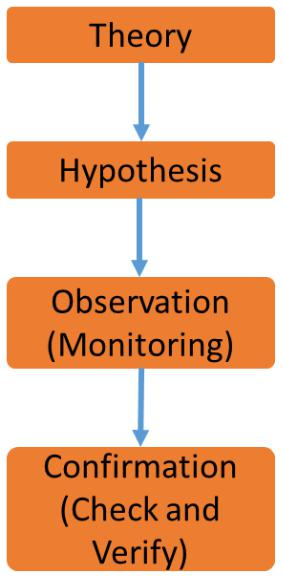 Theory
Hypothesis
Observation
(Monitoring)
Confirmation
(Check and
Verify)